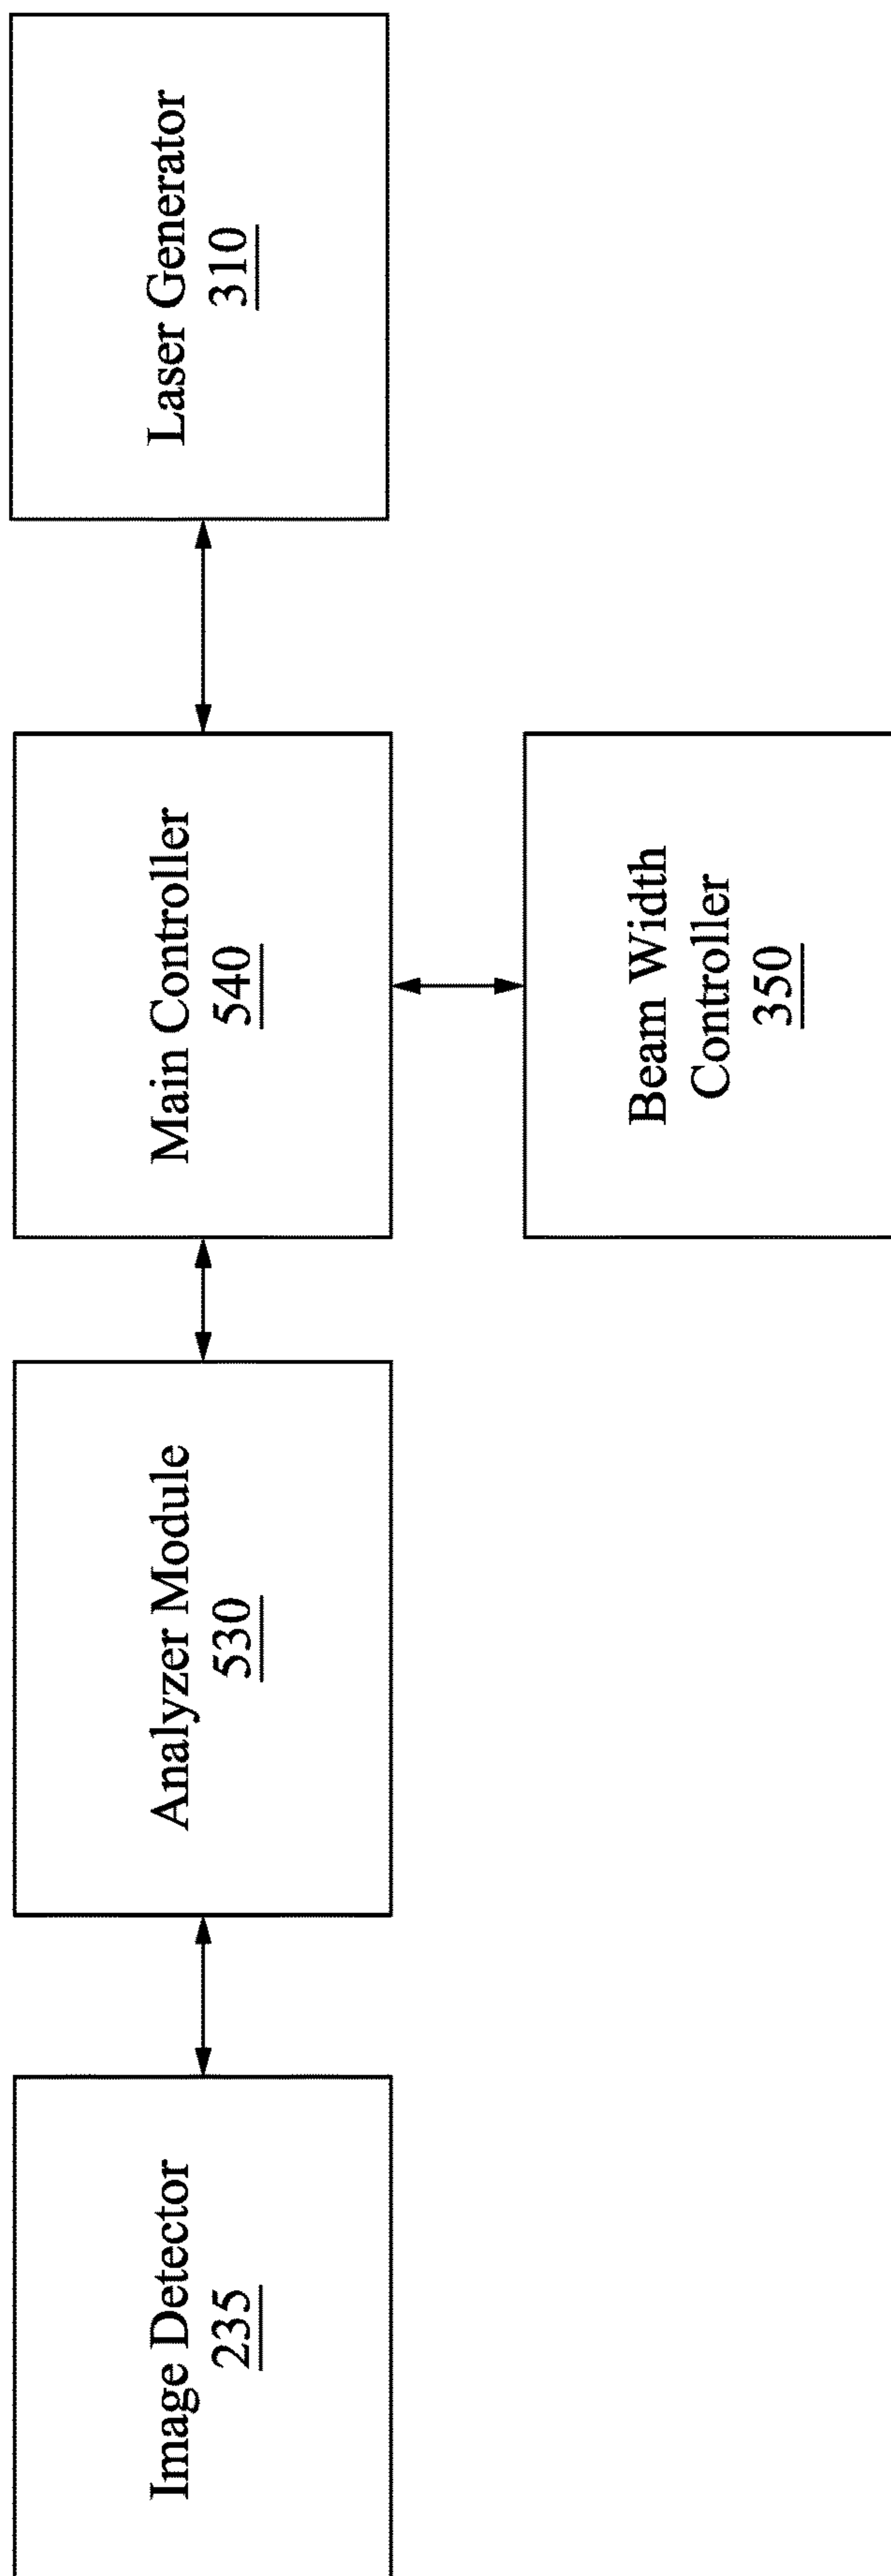 Image Detector
235
Analyzer Module
530
Main Controller
540
Laser Generator
310
Beam Width
Controller
350